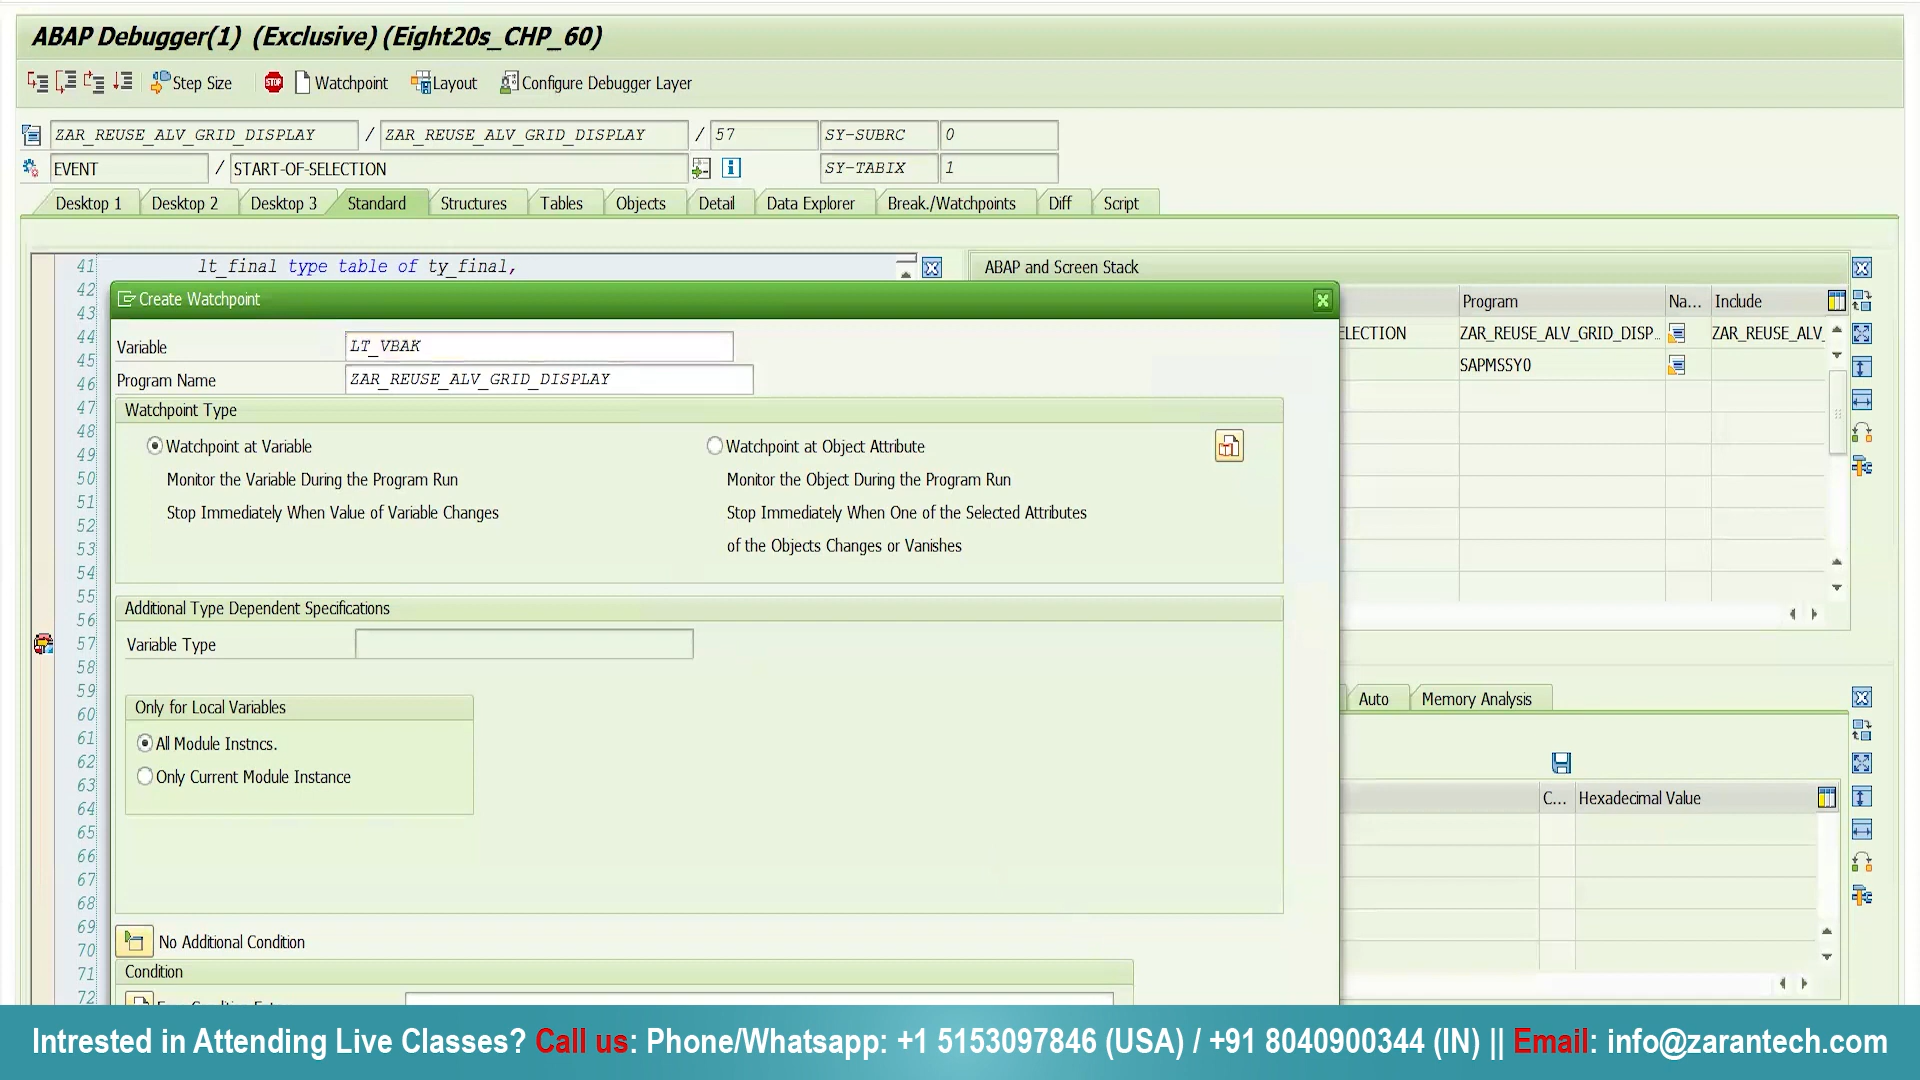 ABAP Debugger(1) (Exclusive) (Eight20s_CHP_60)
Step Size STOP Watchpoint Layout Configure Debugger Layer
ZAR_REUSE_ALV_GRID_DISPLAY / ZAR_REUSE_ALV_GRID_DISPLAY / 57 SY-SUBRC 0
EVENT / START-OF-SELECTION SY-TABIX 1
Desktop 1 Desktop 2 Desktop 3 Standard Structures Tables Objects Detail Data Explorer Break./Watchpoints Diff Script
41 lt_final type table of ty_final,
42
43
44
45
46
47
48
49
50
51
52
53
54
55
56
57
58
59
60
61
62
63
64
65
66
67
68
69
70
71
72
Create Watchpoint
Variable LT_VBAK
Program Name ZAR_REUSE_ALV_GRID_DISPLAY
Watchpoint Type
Watchpoint at Variable
Monitor the Variable During the Program Run
Stop Immediately When Value of Variable Changes
Watchpoint at Object Attribute
Monitor the Object During the Program Run
Stop Immediately When One of the Selected Attributes
of the Objects Changes or Vanishes
Additional Type Dependent Specifications
Variable Type
Only for Local Variables
All Module Instncs.
Only Current Module Instance
No Additional Condition
Condition
ABAP and Screen Stack
Program Na... Include
ELECTION ZAR_REUSE_ALV_GRID_DISP... ZAR_REUSE_ALV_
SAPMSSY0
Auto Memory Analysis
C... Hexadecimal Value
Intrested in Attending Live Classes? Call us: Phone/Whatsapp: +1 5153097846 (USA) / +91 8040900344 (IN) || Email: info@zarantech.com